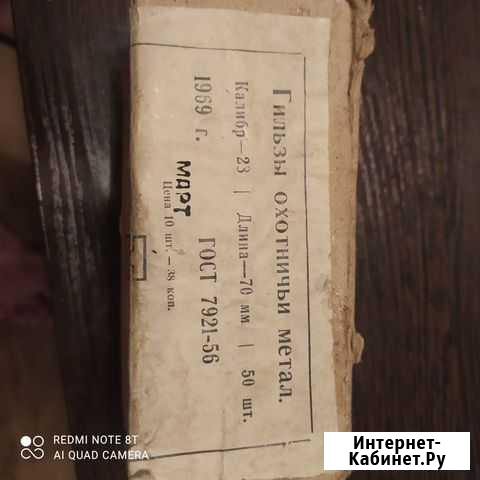 Гильзы охотничьи метал.
Калибр—23 | Длина—70 мм | 50 шт.
1969 г. ГОСТ 7921-56
МАРТ
Цена 10 шт. — 38 коп.
REDMI NOTE 8T
AI QUAD CAMERA
Интернет-
Кабинет.Ру